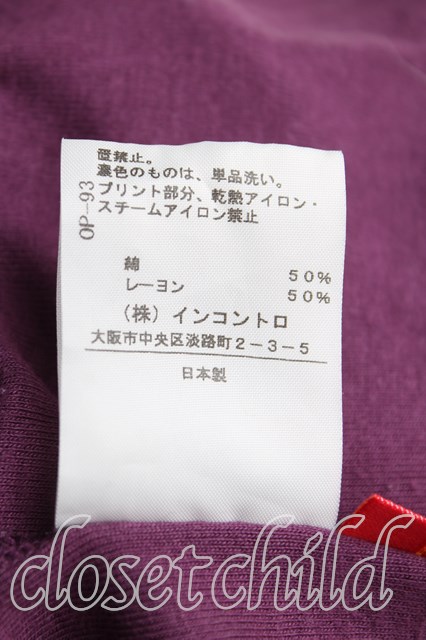 禁止。
濃色のものは、単品洗い。
プリント部分、乾熱アイロン・
スチームアイロン禁止
OP-93
綿 50%
レーヨン 50%
（株）インコントロ
大阪市中央区淡路町2－3－5
日本製
closetchild